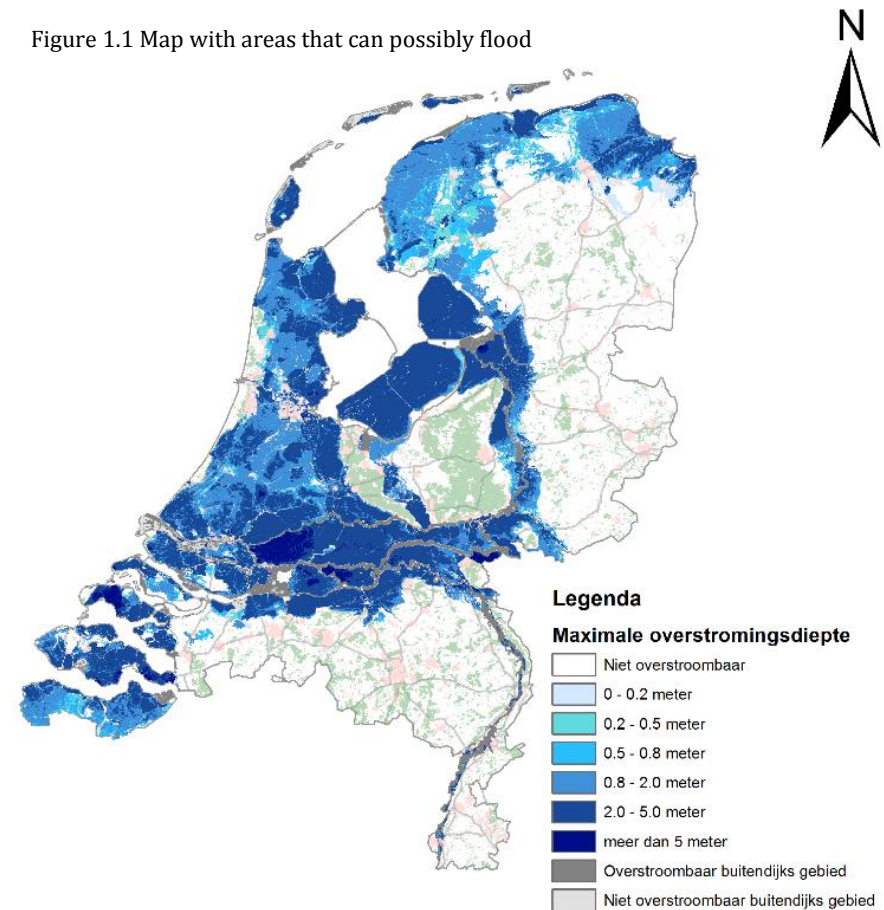 Figure 1.1 Map with areas that can possibly flood
N
Legenda
Maximale overstromingsdiepte
Niet overstroombaar
0 - 0.2 meter
0.2 - 0.5 meter
0.5 - 0.8 meter
0.8 - 2.0 meter
2.0 - 5.0 meter
meer dan 5 meter
Overstroombaar buitendijks gebied
Niet overstroombaar buitendijks gebied